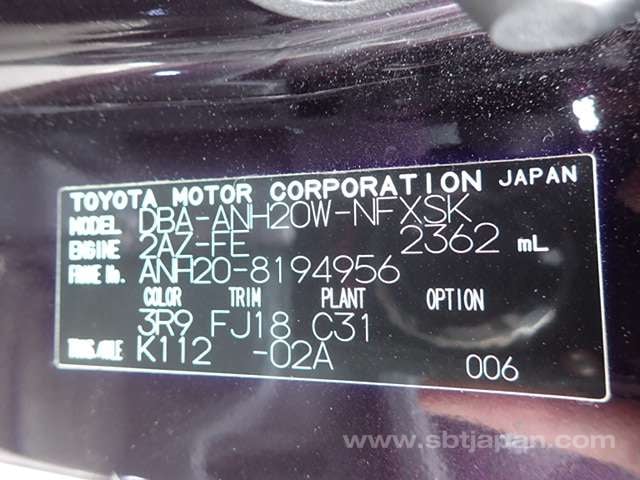 TOYOTA MOTOR CORPORATION JAPAN
MODEL DBA-ANH20W-NFXSK
ENGINE 2AZ-FE 2362 mL
FRAME No. ANH20-8194956
COLOR TRIM PLANT OPTION
3R9 FJ18 C31
TRANS/AXLE K112 -02A 006
www.sbtjapan.com